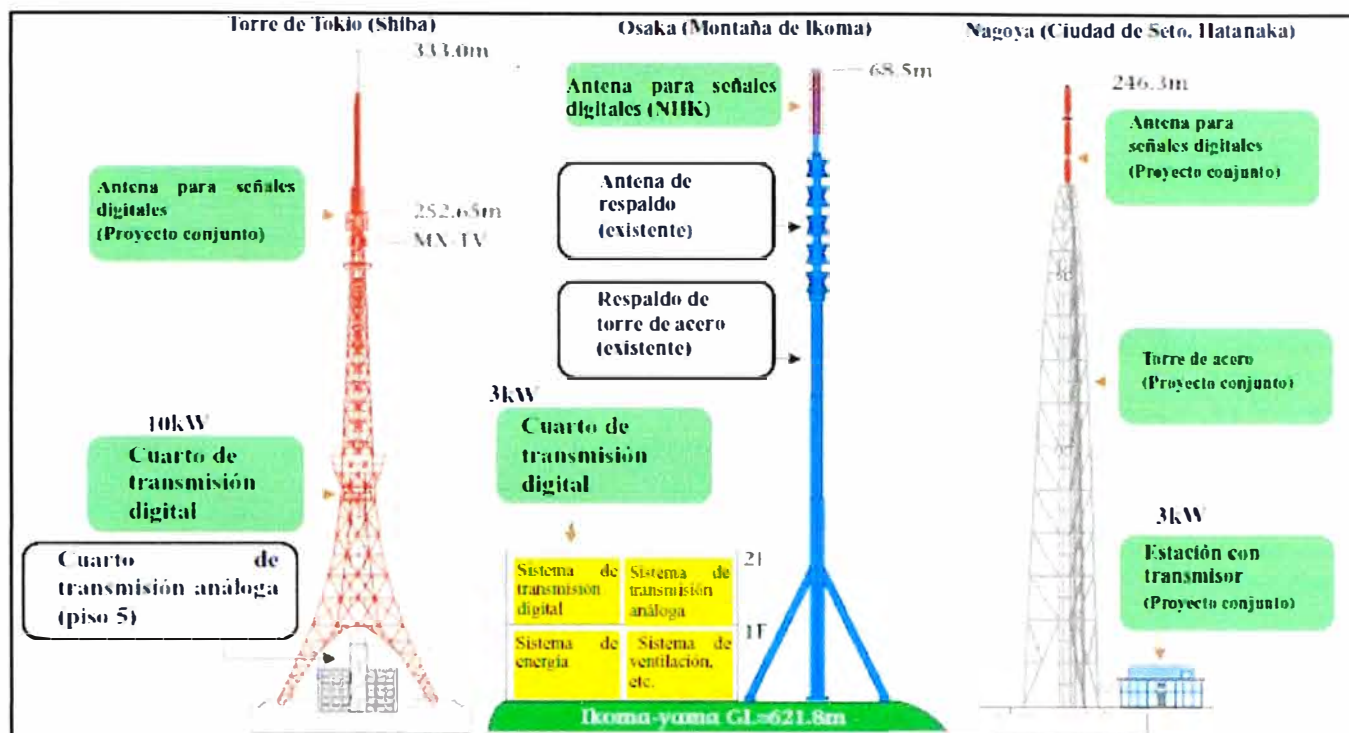 Torre de Tokio (Shiba)
333.0m
Antena para señales
digitales
(Proyecto conjunto)
252.65m
MX-TV
10kW
Cuarto de
transmisión
digital
Cuarto de
transmisión análoga
(piso 5)
Osaka (Montaña de Ikoma)
68.5m
Antena para señales
digitales (NHK)
Antena de
respaldo
(existente)
Respaldo de
torre de acero
(existente)
3kW
Cuarto de
transmisión
digital
2F
Sistema de
transmisión
digital
Sistema de
transmisión
análoga
1F
Sistema de
energía
Sistema de
ventilación,
etc.
Ikoma-yama GL=621.8m
Nagoya (Ciudad de Seto. Hatanaka)
246.3m
Antena para
señales digitales
(Proyecto conjunto)
Torre de acero
(Proyecto conjunto)
3kW
Estación con
transmisor
(Proyecto conjunto)